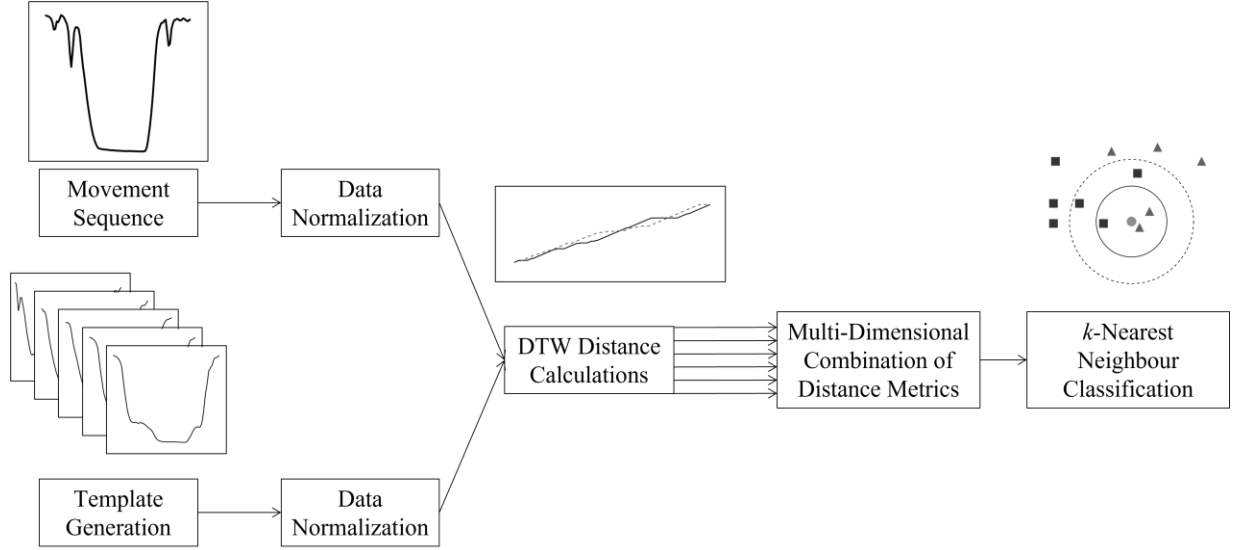 Movement
Sequence
Data
Normalization
DTW Distance
Calculations
Multi-Dimensional
Combination of
Distance Metrics
k-Nearest
Neighbour
Classification
Template
Generation
Data
Normalization